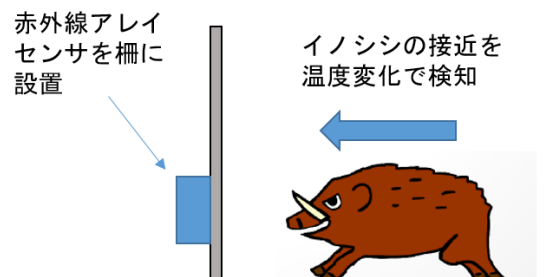 赤外線アレイ
センサを柵に
設置
イノシシの接近を
温度変化で検知